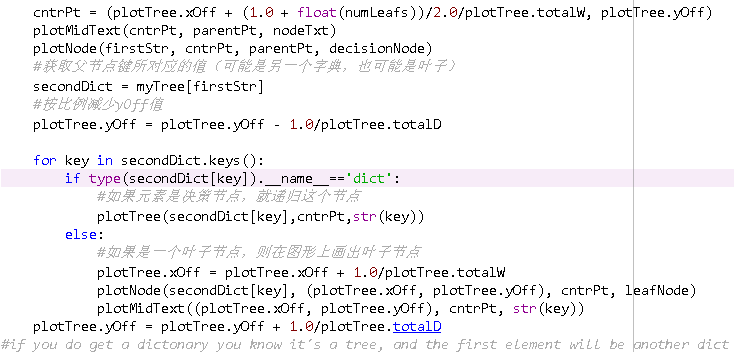 cntrPt = (plotTree.xOff + (1.0 + float(numLeafs))/2.0/plotTree.totalW, plotTree.yOff)
plotMidText(cntrPt, parentPt, nodeTxt)
plotNode(firstStr, cntrPt, parentPt, decisionNode)
#获取父节点键所对应的值（可能是另一个字典，也可能是叶子）
secondDict = myTree[firstStr]
#按比例减少yOff值
plotTree.yOff = plotTree.yOff - 1.0/plotTree.totalD
for key in secondDict.keys():
if type(secondDict[key]).__name__=='dict':
#如果元素是决策节点，就递归这个节点
plotTree(secondDict[key],cntrPt,str(key))
else:
#如果是一个叶子节点，则在图形上画出叶子节点
plotTree.xOff = plotTree.xOff + 1.0/plotTree.totalW
plotNode(secondDict[key], (plotTree.xOff, plotTree.yOff), cntrPt, leafNode)
plotMidText((plotTree.xOff, plotTree.yOff), cntrPt, str(key))
plotTree.yOff = plotTree.yOff + 1.0/plotTree.totalD
#if you do get a dictonary you know it's a tree, and the first element will be another dict